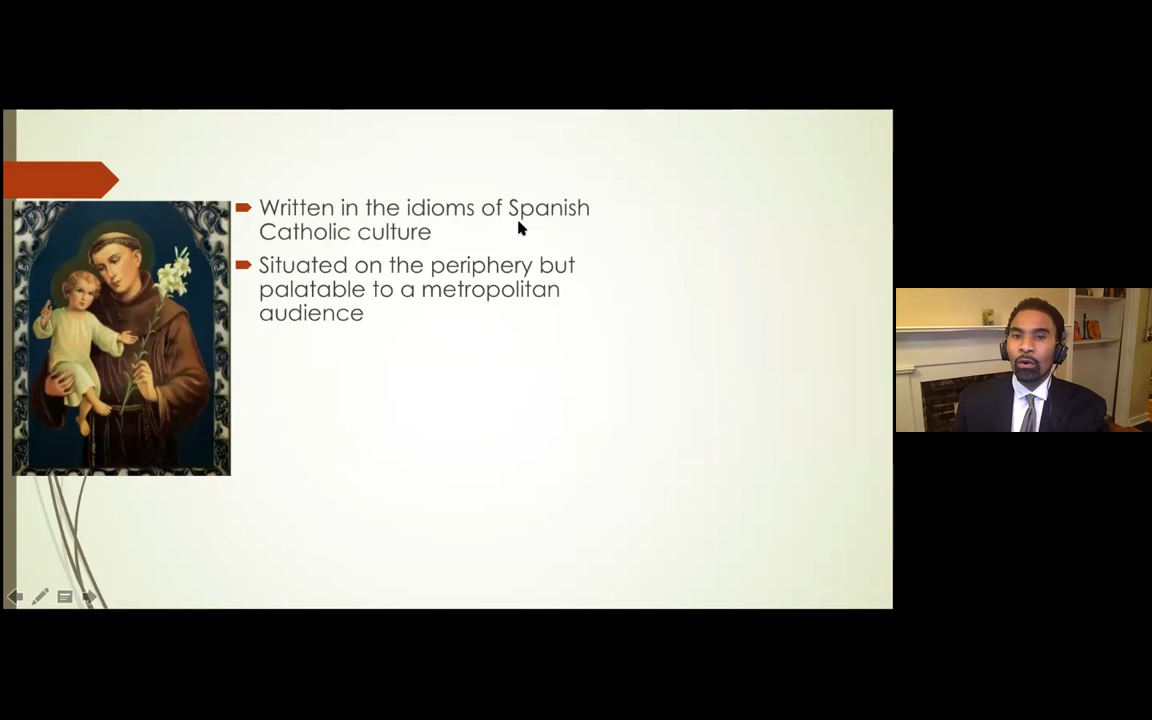 Written in the idioms of Spanish
Catholic culture
Situated on the periphery but
palatable to a metropolitan
audience